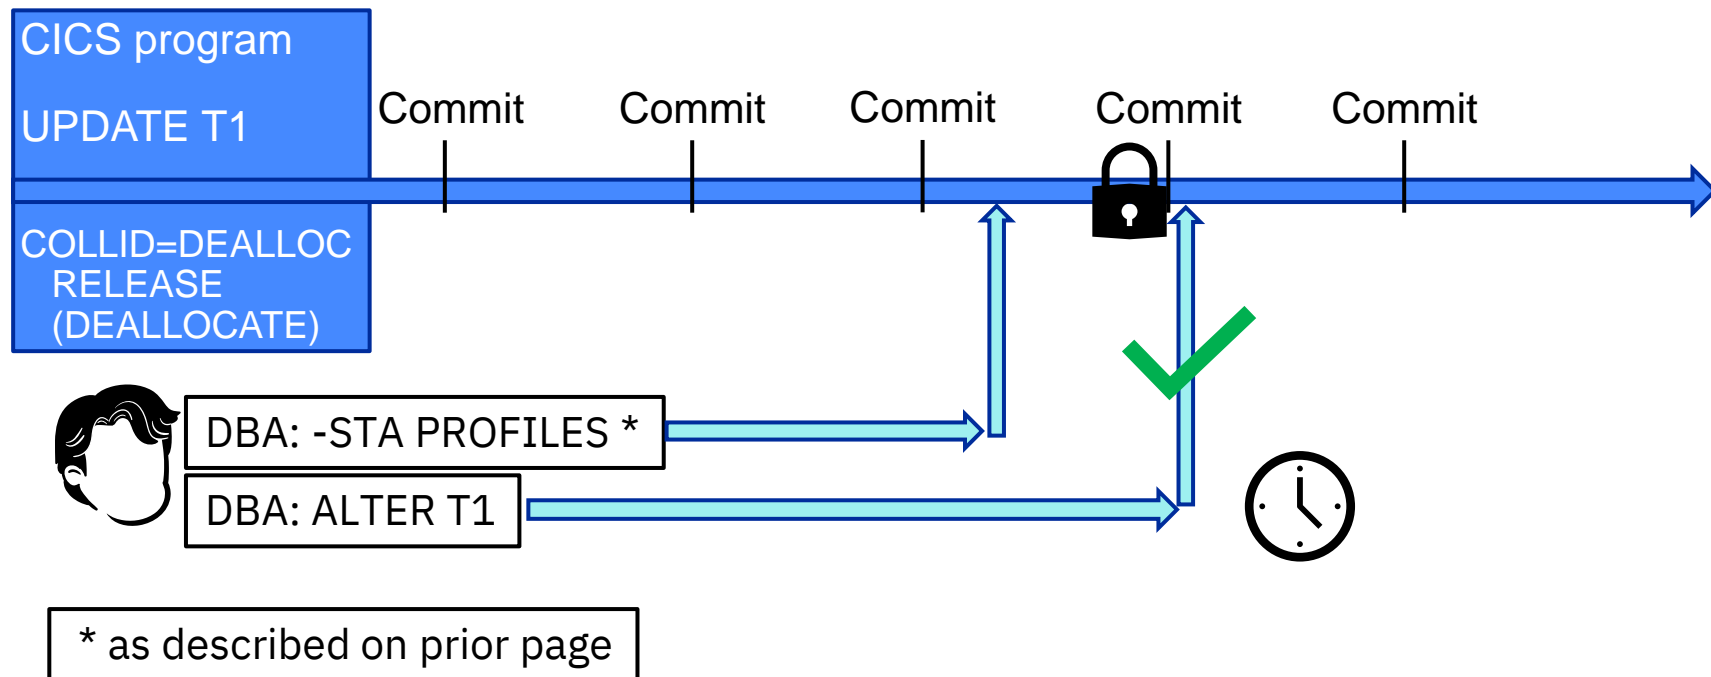 CICS program
UPDATE T1
Commit
Commit
Commit
Commit
Commit
COLLID=DEALLOC
RELEASE
(DEALLOCATE)
DBA: -STA PROFILES *
DBA: ALTER T1
* as described on prior page